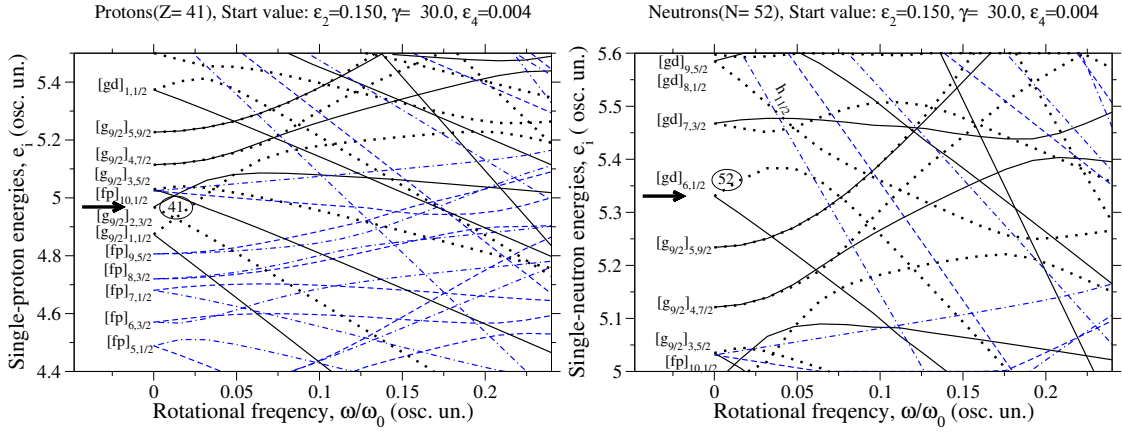 Protons(Z= 41), Start value: ε2=0.150, γ= 30.0, ε4=0.004
Single-proton energies, ei (osc. un.)
5.4
5.2
5
4.8
4.6
4.4
[gd]1,1/2
[g9/2]5,9/2
[g9/2]4,7/2
[g9/2]3,5/2
[fp]10,1/2
[g9/2]2,3/2
[g9/2]1,1/2
[fp]9,5/2
[fp]8,3/2
[fp]7,1/2
[fp]6,3/2
[fp]5,1/2
41
0
0.05
0.1
0.15
0.2
Rotational freqency, ω/ω0 (osc. un.)
Neutrons(N= 52), Start value: ε2=0.150, γ= 30.0, ε4=0.004
Single-neutron energies, ei ( osc. un.)
5.6
5.5
5.4
5.3
5.2
5.1
5
[gd]9,5/2
[gd]8,1/2
[gd]7,3/2
[gd]6,1/2
[g9/2]5,9/2
[g9/2]4,7/2
[g9/2]3,5/2
[fp]10,1/2
h11/2
52
0
0.05
0.1
0.15
0.2
Rotational freqency, ω/ω0 (osc. un.)